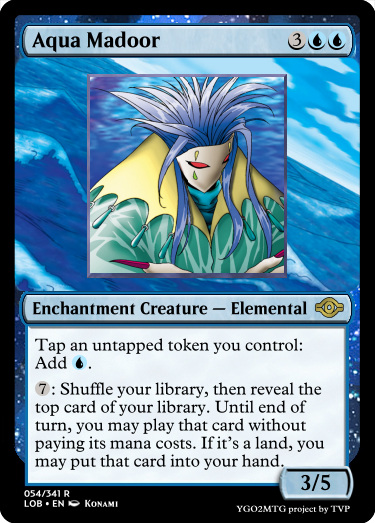 Aqua Madoor 3
Enchantment Creature — Elemental
Tap an untapped token you control:
Add .
7: Shuffle your library, then reveal the
top card of your library. Until end of
turn, you may play that card without
paying its mana costs. If it's a land, you
may put that card into your hand.
3/5
054/341 R
LOB • EN Konami
YGO2MTG project by TVP